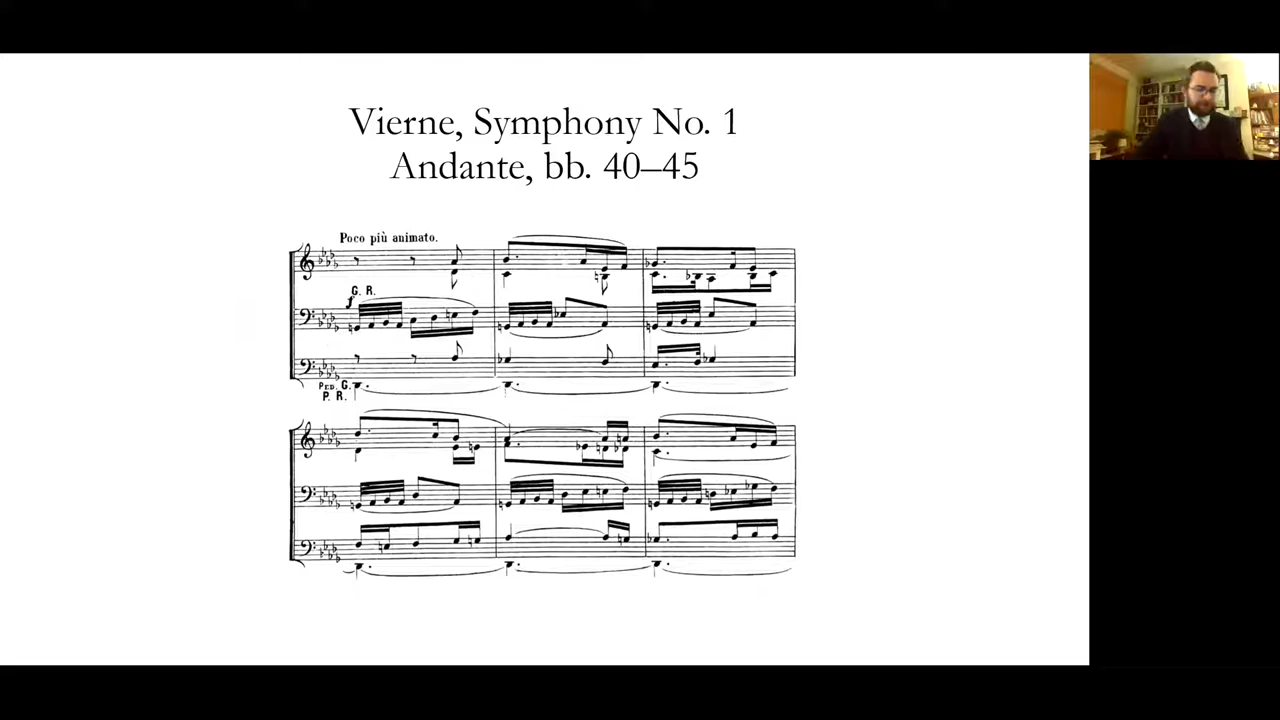 Vierne, Symphony No. 1
Andante, bb. 40–45
Poco più animato.
G. R.
f
PED. G.
P. R.